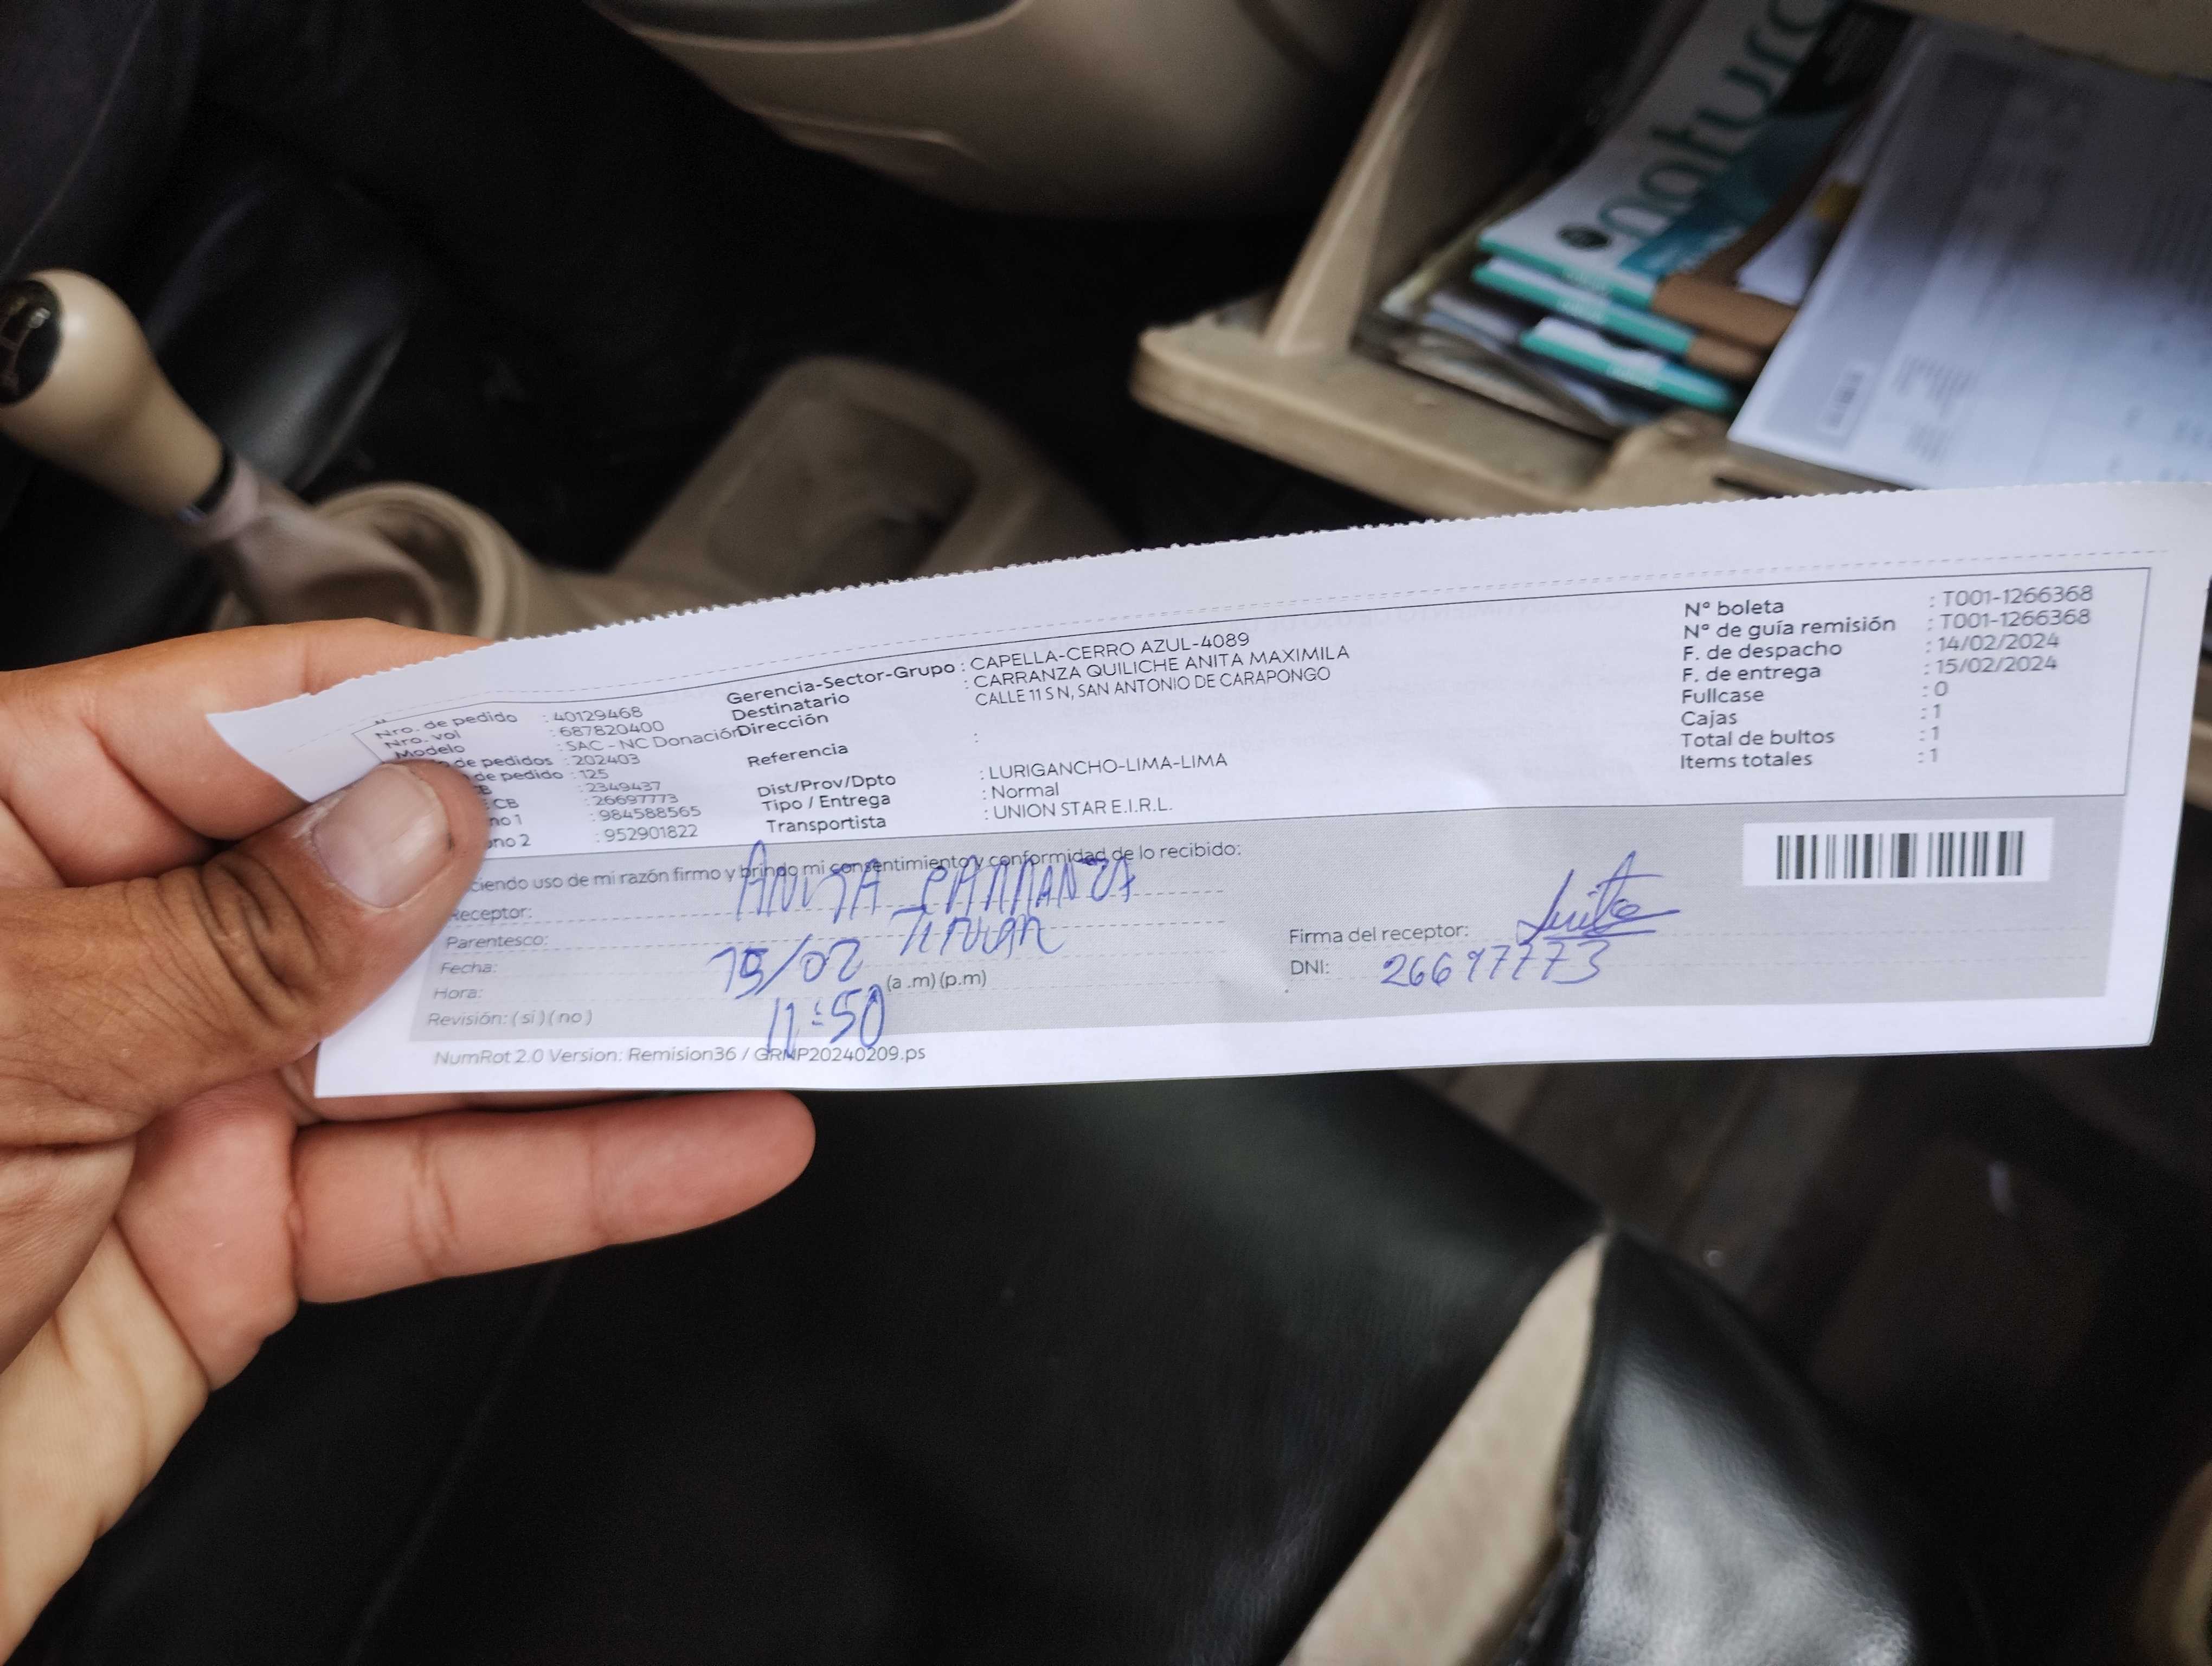 natura
Nro. de pedido : 40129468
Nro. vol : 687820400
Modelo : SAC - NC Donación
de pedidos : 202403
de pedido : 125
: 2349437
CB : 26697773
no 1 : 984588565
ono 2 : 952901822
Gerencia-Sector-Grupo : CAPELLA-CERRO AZUL-4089
Destinatario : CARRANZA QUILICHE ANITA MAXIMILA
Dirección CALLE 11 S N, SAN ANTONIO DE CARAPONGO
Referencia :
Dist/Prov/Dpto : LURIGANCHO-LIMA-LIMA
Tipo / Entrega : Normal
Transportista : UNION STAR E.I.R.L.
N° boleta : T001-1266368
N° de guía remisión : T001-1266368
F. de despacho : 14/02/2024
F. de entrega : 15/02/2024
Fullcase : 0
Cajas : 1
Total de bultos : 1
Items totales : 1
ciendo uso de mi razón firmo y brindo mi consentimiento y conformidad de lo recibido:
Receptor: ANITA CARRANZA
Parentesco: Titular
Fecha: 15/02
Hora: 11:50 (a .m) (p.m)
Revisión: ( si ) ( no )
Firma del receptor: Anita
DNI: 26697773
NumRot 2.0 Version: Remision36 / GRNP20240209.ps